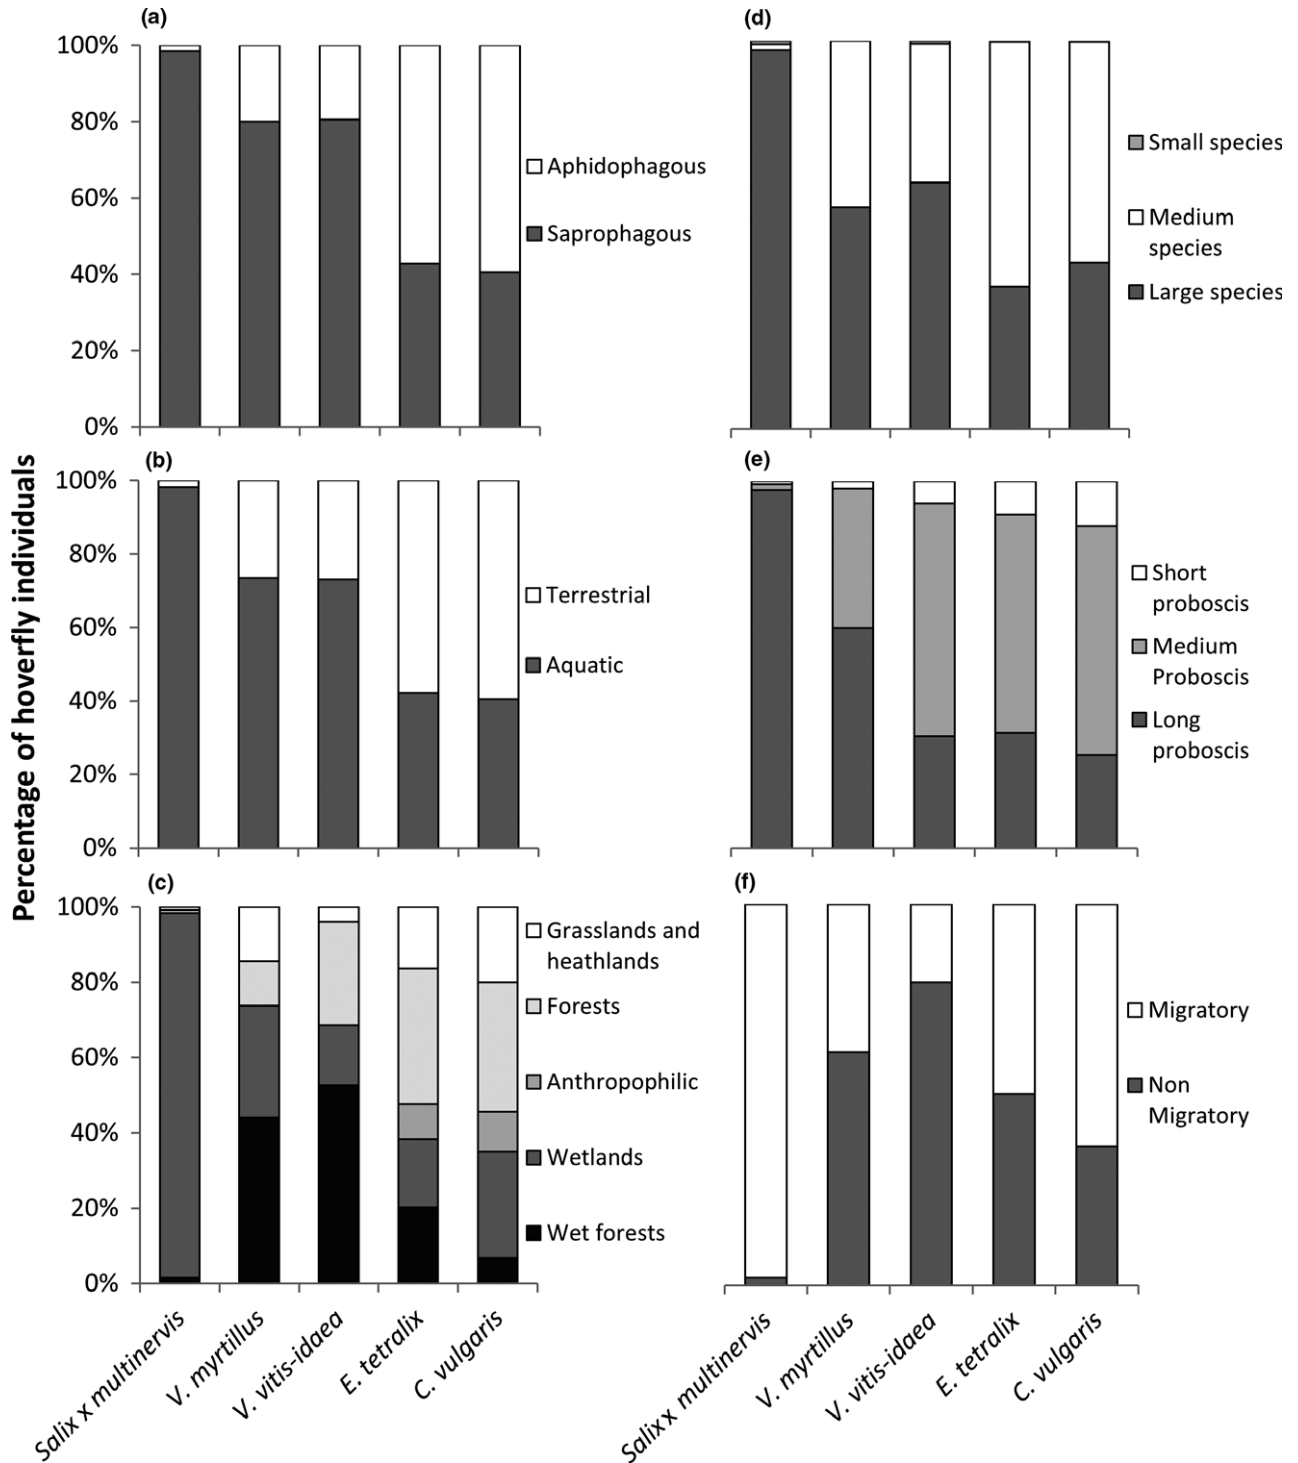 Percentage of hoverfly individuals
(a)
100%
80%
60%
40%
20%
0%
Aphidophagous
Saprophagous
(b)
100%
80%
60%
40%
20%
0%
Terrestrial
Aquatic
(c)
100%
80%
60%
40%
20%
0%
Grasslands and
heathlands
Forests
Anthropophilic
Wetlands
Wet forests
Salix x multinervis
V. myrtillus
V. vitis-idaea
E. tetralix
C. vulgaris
(d)
Small species
Medium
species
Large species
(e)
Short
proboscis
Medium
Proboscis
Long
proboscis
(f)
Migratory
Non
Migratory
Salix x multinervis
V. myrtillus
V. vitis-idaea
E. tetralix
C. vulgaris